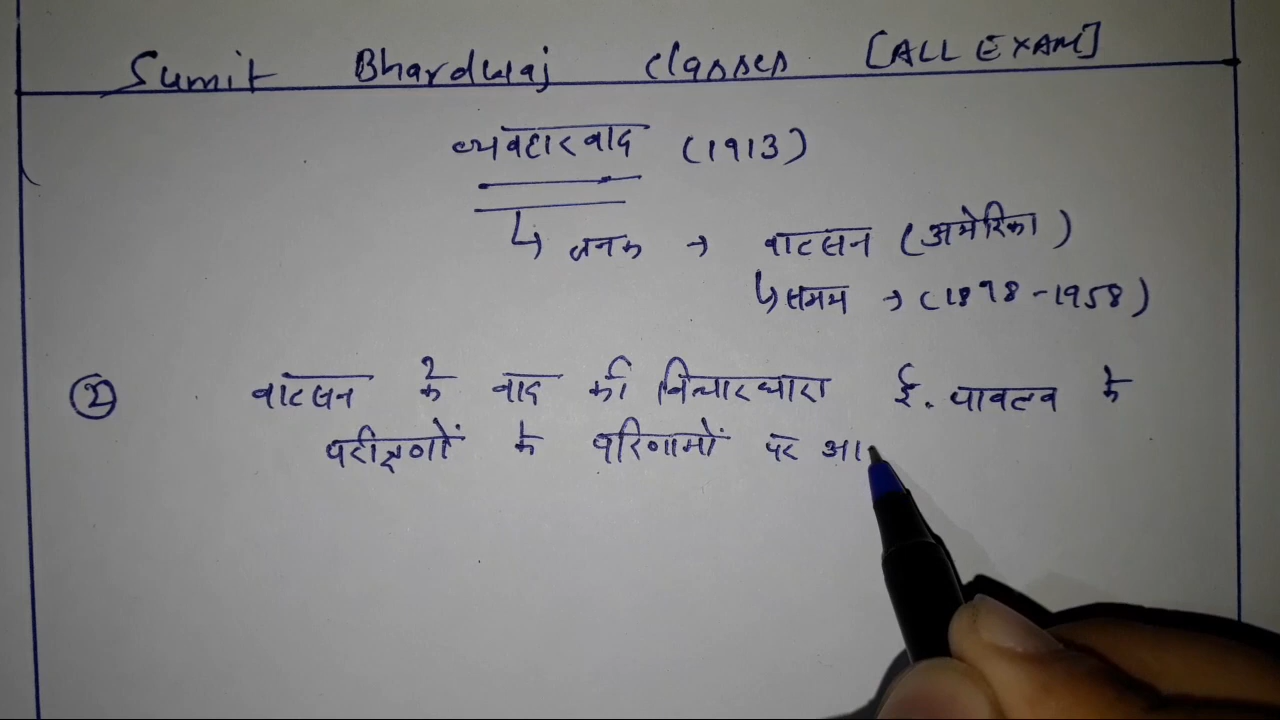 Sumit Bhardwaj Classes [ALL EXAM]
व्यवहारवाद (1913)
↳ जनक → वाटसन (अमेरिका)
↳ समय → (1878-1958)
② वाटसन के वाद की विचारधारा ई. पावलव के
परीक्षणों के परिणामों पर आ